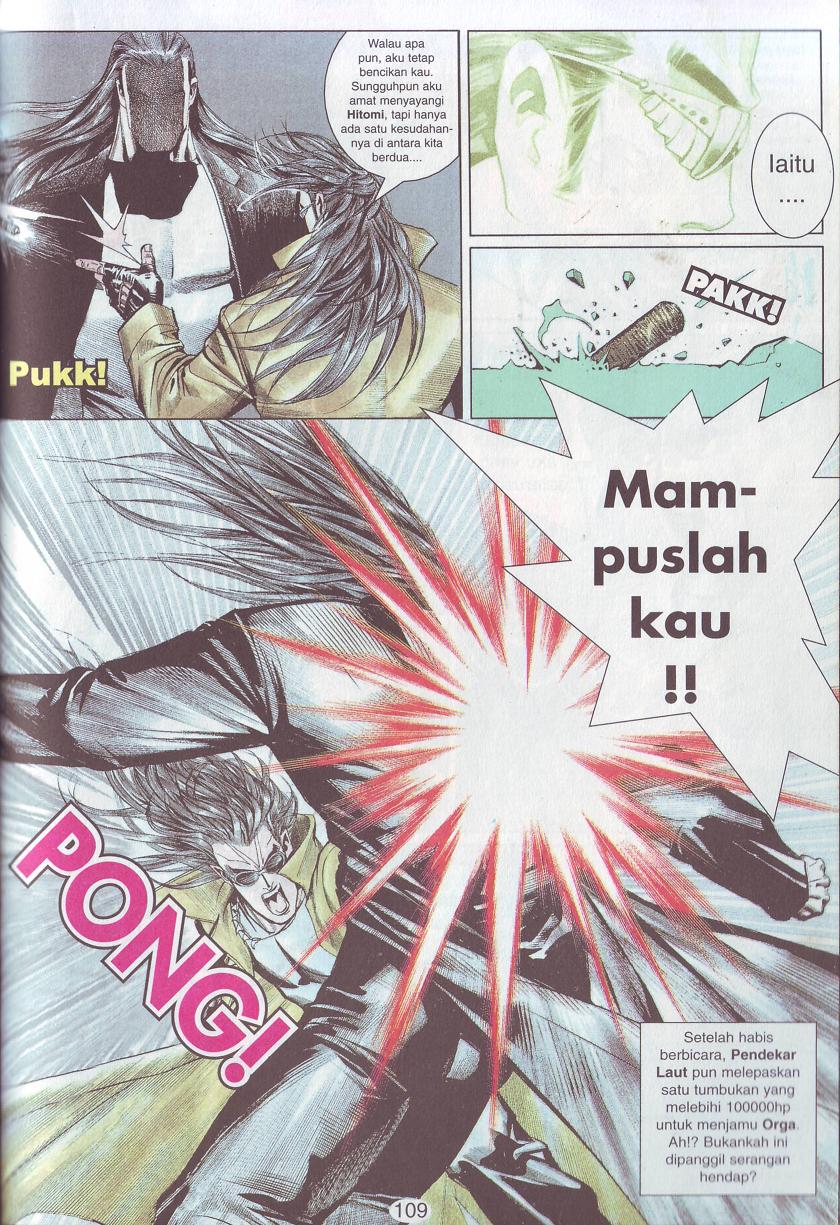 Walau apa
pun, aku tetap
bencikan kau.
Sungguhpun aku
amat menyayangi
Hitomi, tapi hanya
ada satu kesudahan-
nya di antara kita
berdua....
Iaitu
....
Pukk!
PAKK!
Mam-
puslah
kau
!!
PONG!
Setelah habis
berbicara, Pendekar
Laut pun melepaskan
satu tumbukan yang
melebihi 100000hp
untuk menjamu Orga.
Ah!? Bukankah ini
dipanggil serangan
hendap?
109